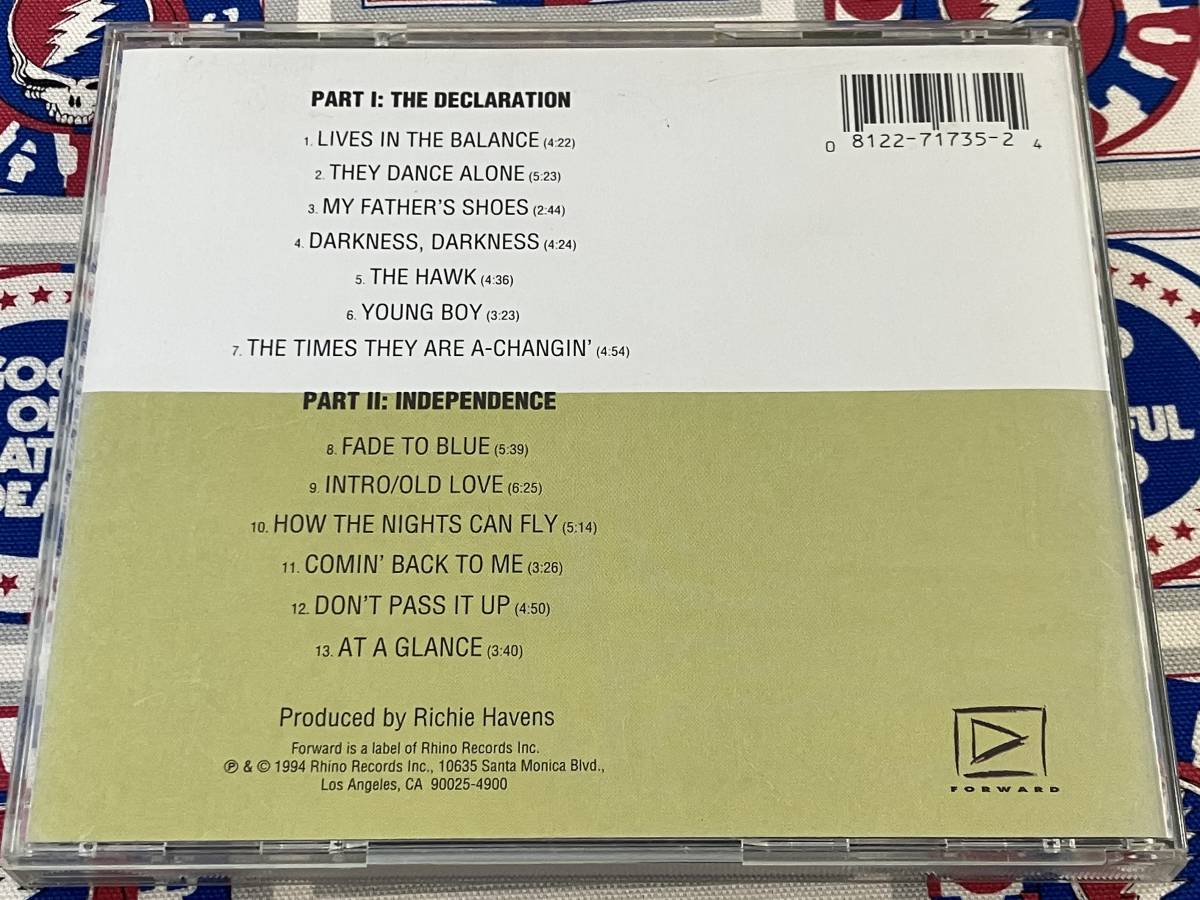 PART I: THE DECLARATION
1. LIVES IN THE BALANCE (4:22)
2. THEY DANCE ALONE (5:23)
3. MY FATHER'S SHOES (2:44)
4. DARKNESS, DARKNESS (4:24)
5. THE HAWK (4:36)
6. YOUNG BOY (3:23)
7. THE TIMES THEY ARE A-CHANGIN' (4:54)
0 8122-71735-2 4
PART II: INDEPENDENCE
8. FADE TO BLUE (5:39)
9. INTRO/OLD LOVE (6:25)
10. HOW THE NIGHTS CAN FLY (5:14)
11. COMIN' BACK TO ME (3:26)
12. DON'T PASS IT UP (4:50)
13. AT A GLANCE (3:40)
Produced by Richie Havens
Forward is a label of Rhino Records Inc.
℗ & © 1994 Rhino Records Inc., 10635 Santa Monica Blvd.,
Los Angeles, CA 90025-4900
FORWARD